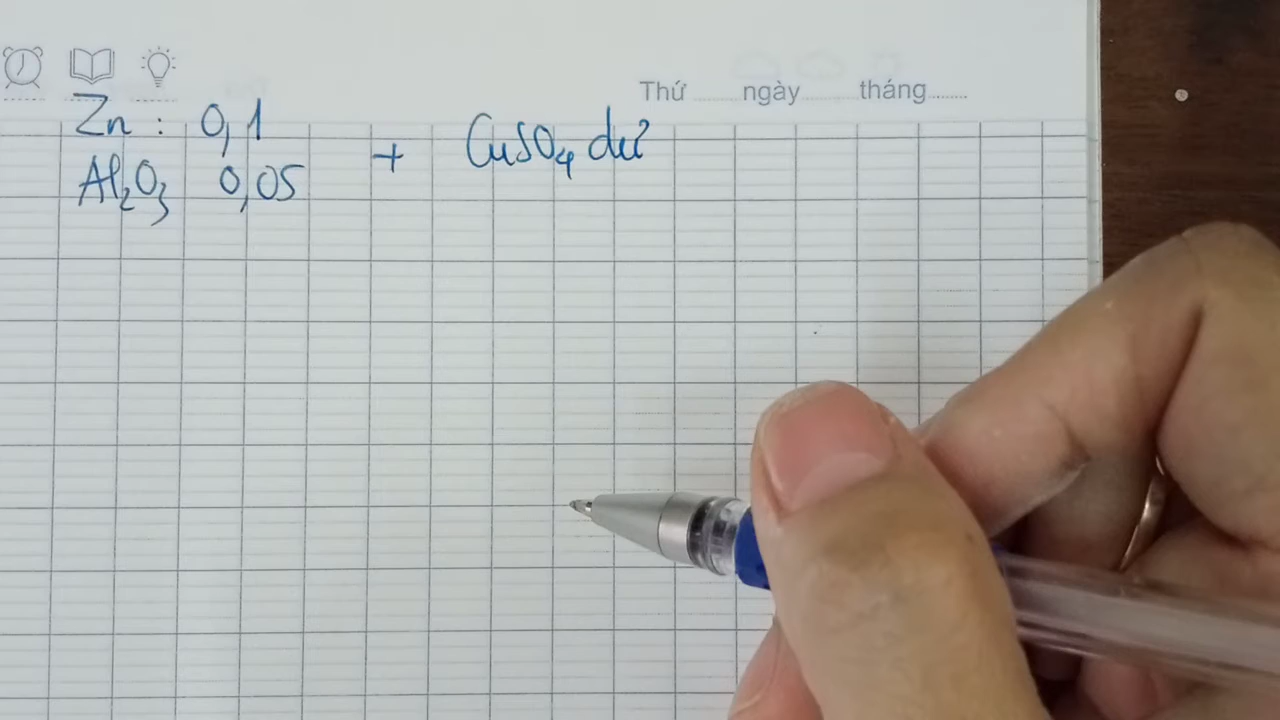 Thứ ........ngày.........tháng........
Zn : 0,1 + CuSO4 dư
Al2O3 0,05